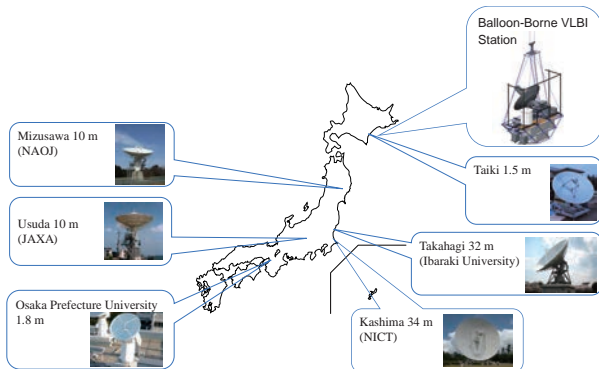 Balloon-Borne VLBI
Station
Mizusawa 10 m
(NAOJ)
Taiki 1.5 m
Usuda 10 m
(JAXA)
Takahagi 32 m
(Ibaraki University)
Osaka Prefecture University
1.8 m
Kashima 34 m
(NICT)